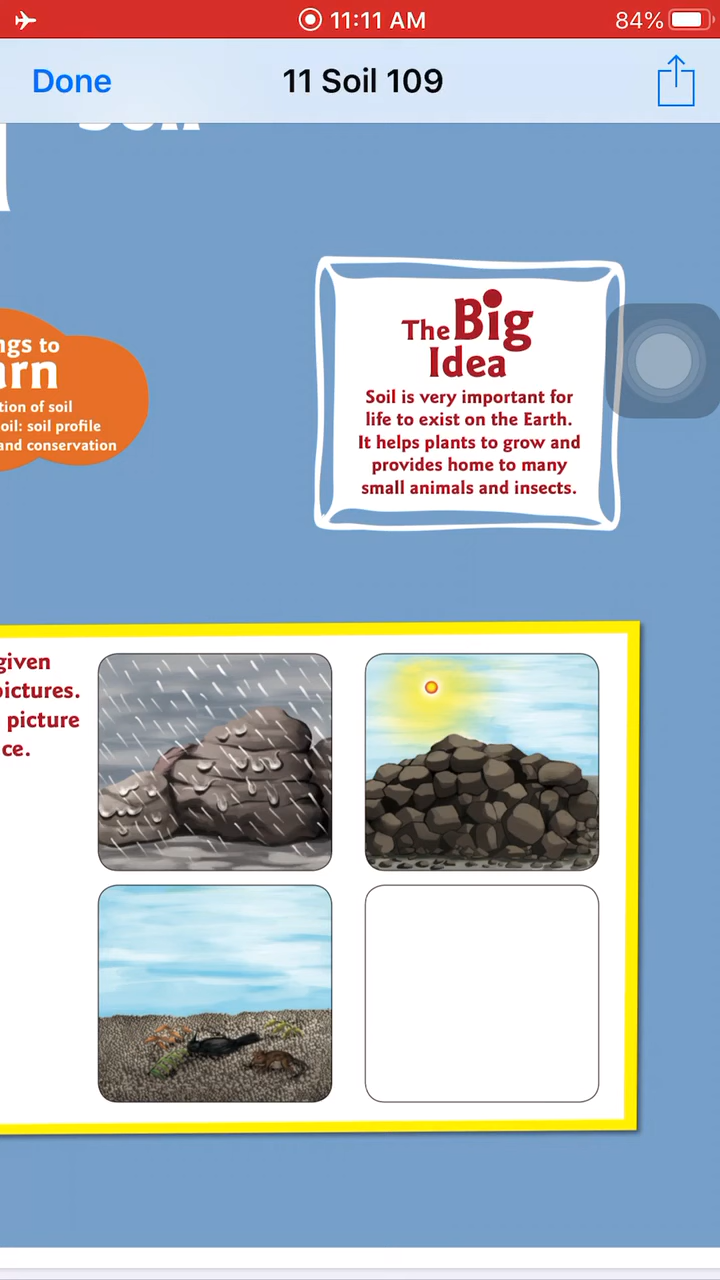 11:11 AM
84%
Done
11 Soil 109
The Big
Idea
Soil is very important for
life to exist on the Earth.
It helps plants to grow and
provides home to many
small animals and insects.
ngs to
arn
tion of soil
oil: soil profile
and conservation
given
pictures.
picture
ce.